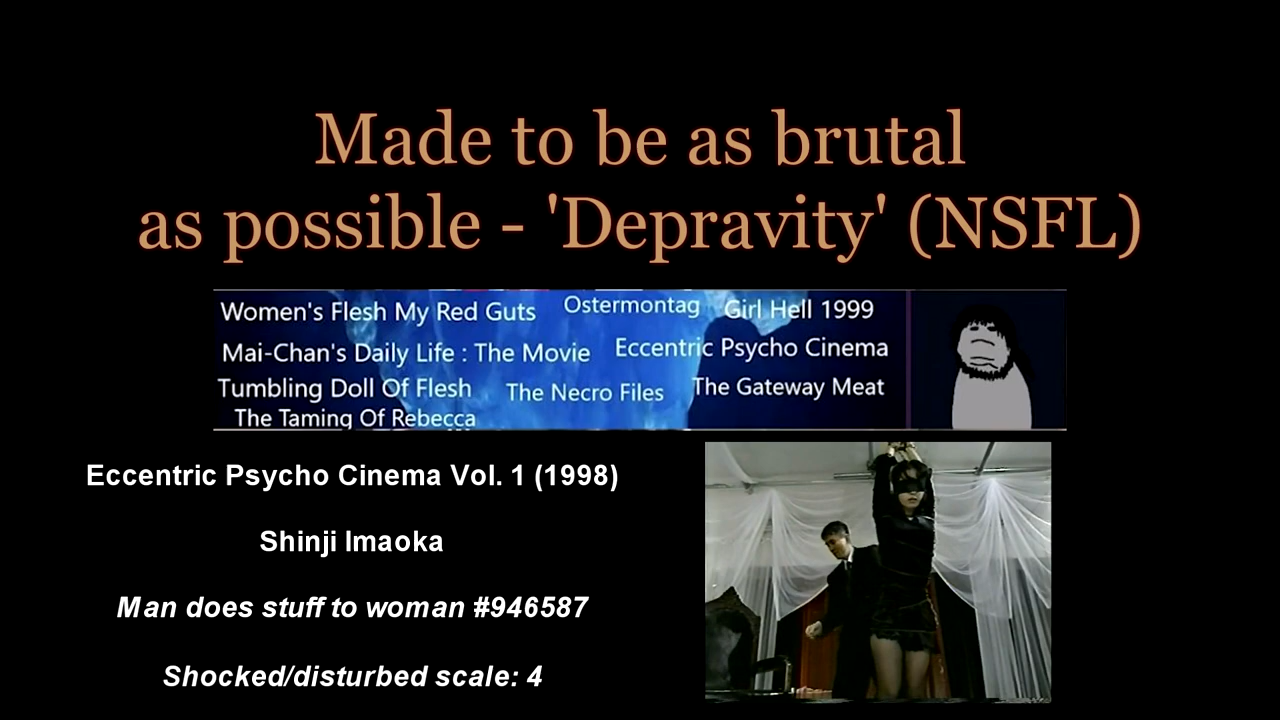 Made to be as brutal
as possible - 'Depravity' (NSFL)
Women's Flesh My Red Guts Ostermontag Girl Hell 1999
Mai-Chan's Daily Life : The Movie Eccentric Psycho Cinema
Tumbling Doll Of Flesh The Necro Files The Gateway Meat
The Taming Of Rebecca
Eccentric Psycho Cinema Vol. 1 (1998)
Shinji Imaoka
Man does stuff to woman #946587
Shocked/disturbed scale: 4